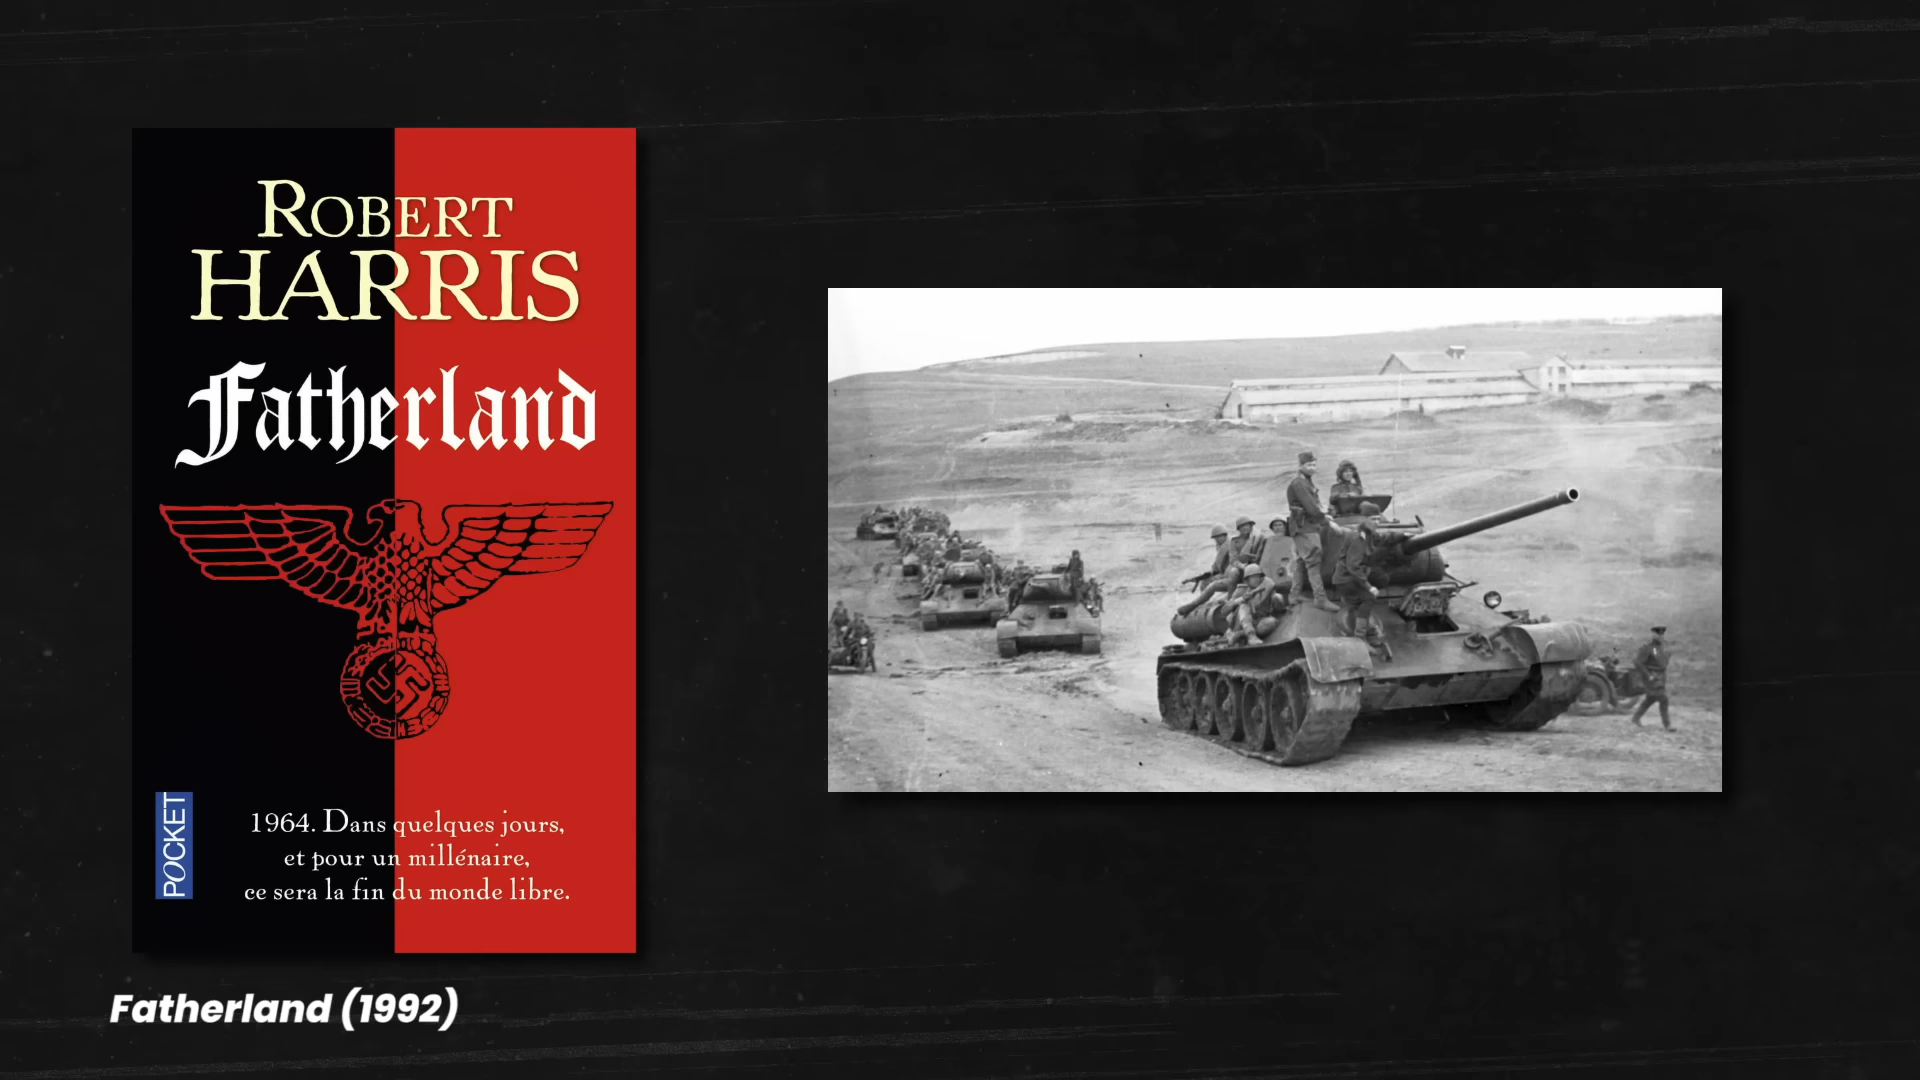 ROBERT
HARRIS
Fatherland
POCKET
1964. Dans quelques jours,
et pour un millénaire,
ce sera la fin du monde libre.
Fatherland (1992)